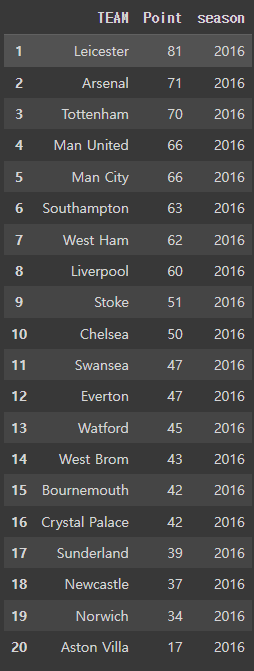 TEAM Point season
1 Leicester 81 2016
2 Arsenal 71 2016
3 Tottenham 70 2016
4 Man United 66 2016
5 Man City 66 2016
6 Southampton 63 2016
7 West Ham 62 2016
8 Liverpool 60 2016
9 Stoke 51 2016
10 Chelsea 50 2016
11 Swansea 47 2016
12 Everton 47 2016
13 Watford 45 2016
14 West Brom 43 2016
15 Bournemouth 42 2016
16 Crystal Palace 42 2016
17 Sunderland 39 2016
18 Newcastle 37 2016
19 Norwich 34 2016
20 Aston Villa 17 2016